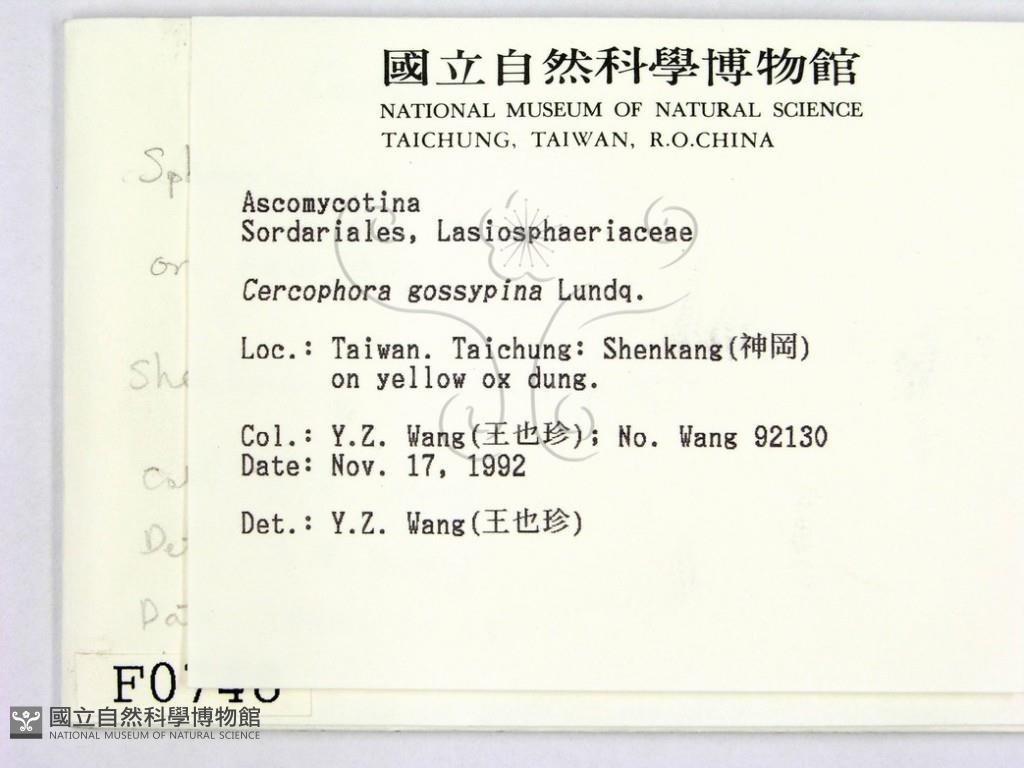 國立自然科學博物館
NATIONAL MUSEUM OF NATURAL SCIENCE
TAICHUNG, TAIWAN, R.O.CHINA
Ascomycotina
Sordariales, Lasiosphaeriaceae
Cercophora gossypina Lundq.
Loc.: Taiwan. Taichung: Shenkang(神岡)
on yellow ox dung.
Col.: Y.Z. Wang(王也珍); No. Wang 92130
Date: Nov. 17, 1992
Det.: Y.Z. Wang(王也珍)
國立自然科學博物館
NATIONAL MUSEUM OF NATURAL SCIENCE